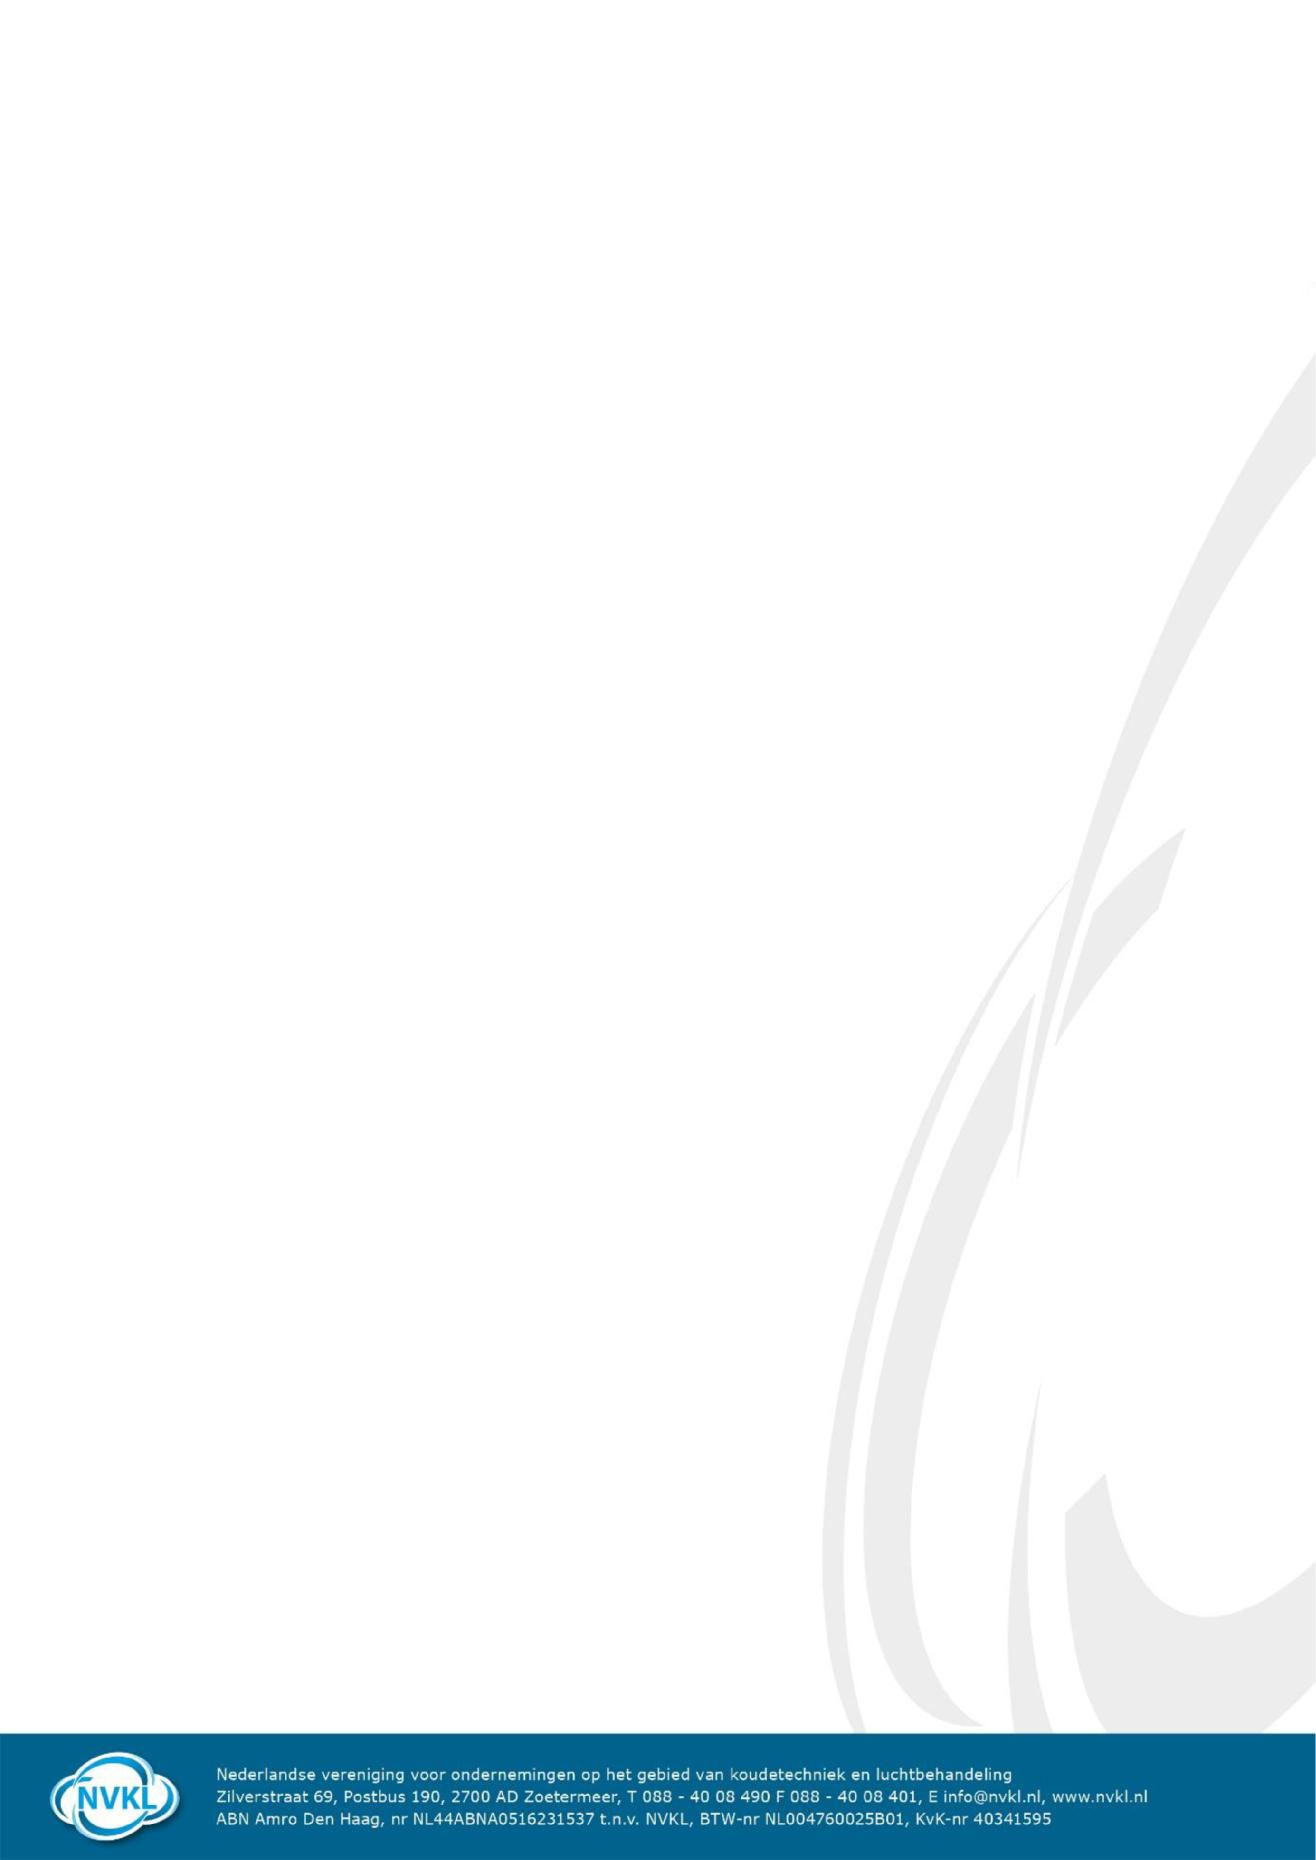 NVKL
Nederlandse vereniging voor ondernemingen op het gebied van koudetechniek en luchtbehandeling
Zilverstraat 69, Postbus 190, 2700 AD Zoetermeer, T 088 - 40 08 490 F 088 - 40 08 401, E info@nvkl.nl, www.nvkl.nl
ABN Amro Den Haag, nr NL44ABNA0516231537 t.n.v. NVKL, BTW-nr NL004760025B01, KvK-nr 40341595